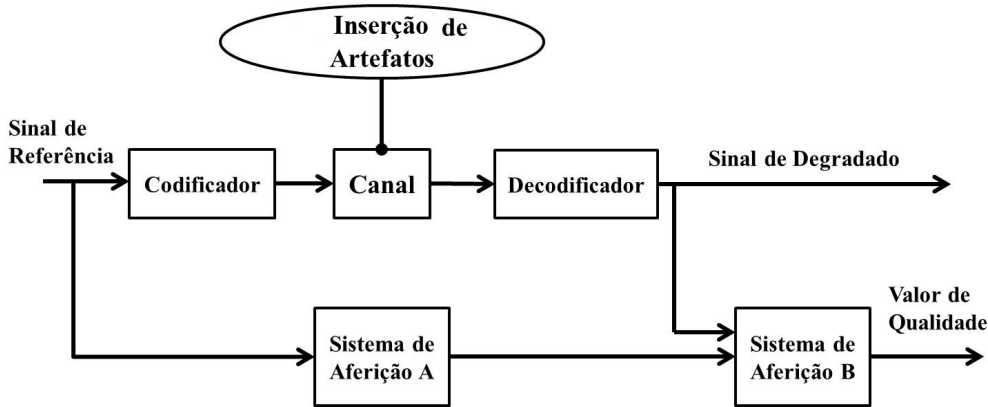 Inserção de
Artefatos
Sinal de
Referência
Codificador
Canal
Decodificador
Sinal de Degradado
Sistema de
Aferição A
Sistema de
Aferição B
Valor de
Qualidade